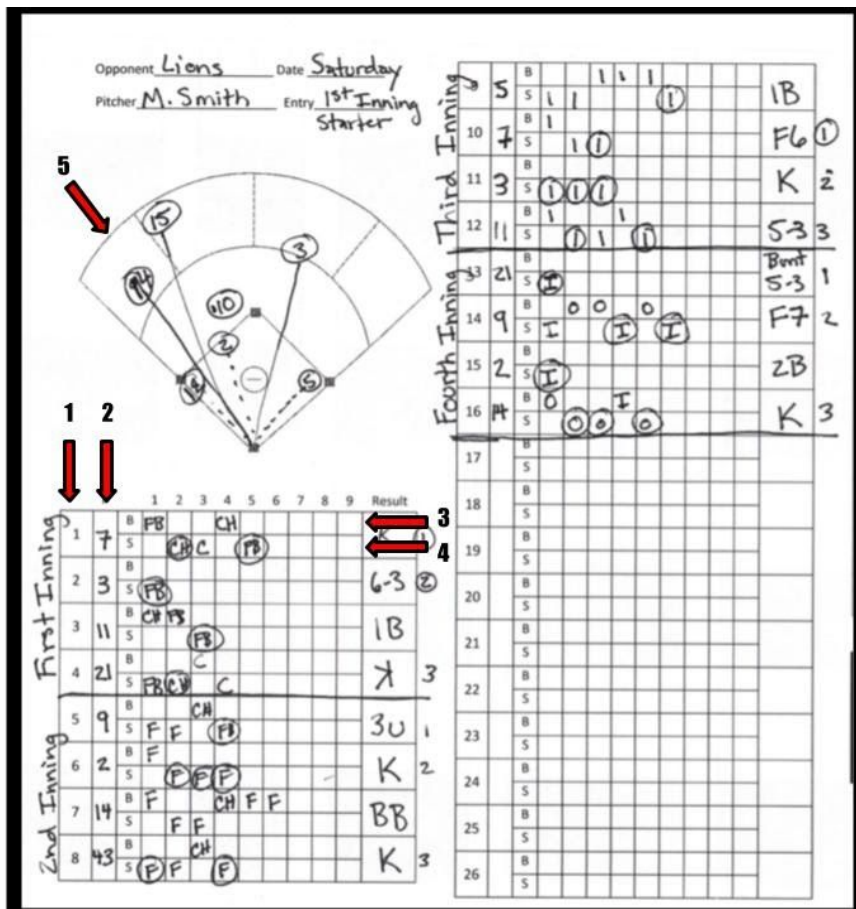 Opponent Lions Date Saturday
Pitcher M. Smith Entry 1st Inning
Starter
5
15
3
94
10
2
5
1 2
1 2 3 4 5 6 7 8 9 Result
First Inning
1 7 B FB CH 3
S CH C FB K 1 4
2 3 B
S FB 6-3 2
3 11 B CH FB
S FB 1B
4 21 B C
S FB CH C K 3
2nd Inning
5 9 B CH
S F F FB 3U 1
6 2 B F
S F F F K 2
7 14 B F CH F F
S F F BB
8 43 B CH
S F F F K 3
Third Inning
9 5 B 1 1 1
S 1 1 1 1B
10 7 B 1
S 1 1 F6 1
11 3 B
S 1 1 1 K 2
12 11 B 1 1
S 1 1 1 5-3 3
Fourth Inning
13 21 B Bunt
S I 5-3 1
14 9 B O O O
S I I I F7 2
15 2 B
S I 2B
16 14 B O I
S O O O K 3
17 B
S
18 B
S
19 B
S
20 B
S
21 B
S
22 B
S
23 B
S
24 B
S
25 B
S
26 B
S